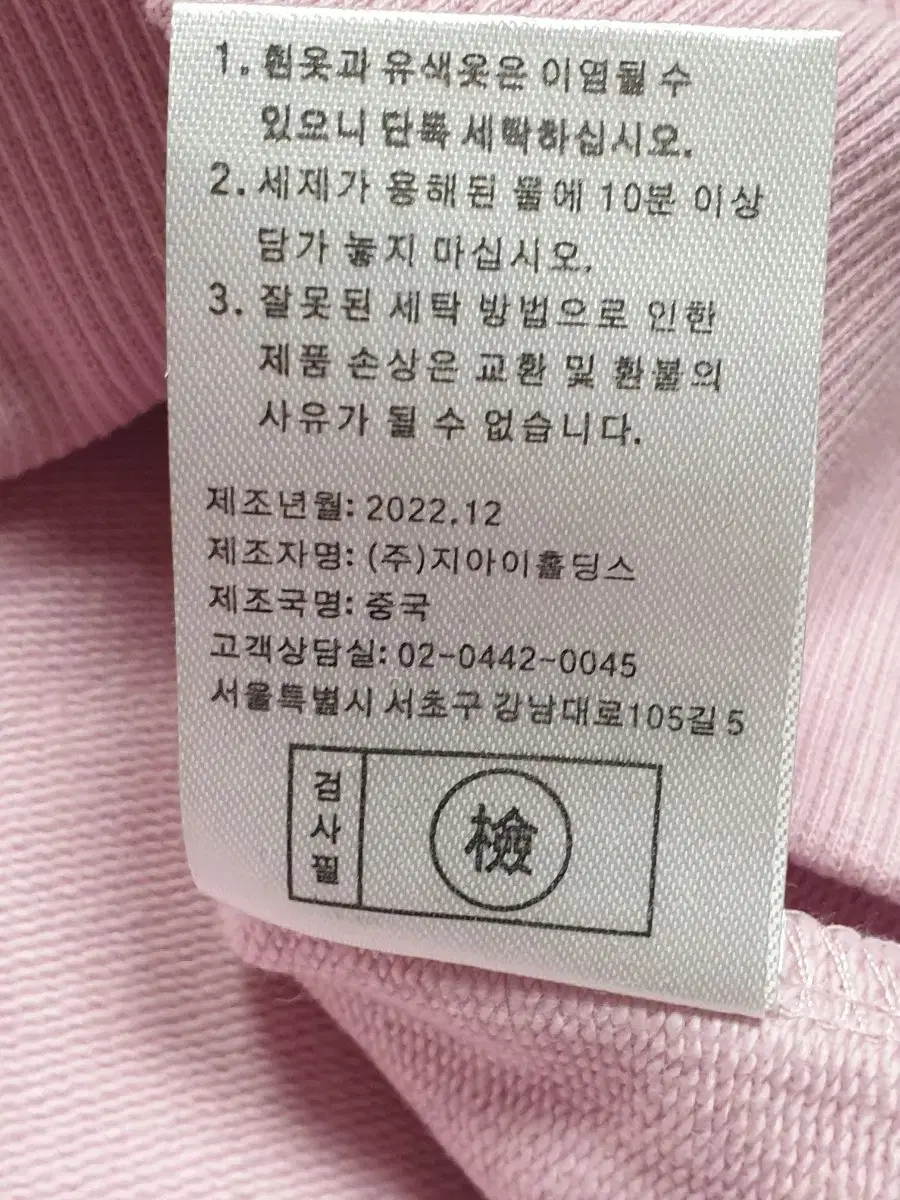 1. 흰옷과 유색옷은 이염될 수
있으니 단독 세탁하십시오.
2. 세제가 용해된 물에 10분 이상
담가 놓지 마십시오.
3. 잘못된 세탁 방법으로 인한
제품 손상은 교환 및 환불의
사유가 될 수 없습니다.
제조년월: 2022.12
제조자명: (주)지아이홀딩스
제조국명: 중국
고객상담실: 02-0442-0045
서울특별시 서초구 강남대로105길 5
검사필
檢